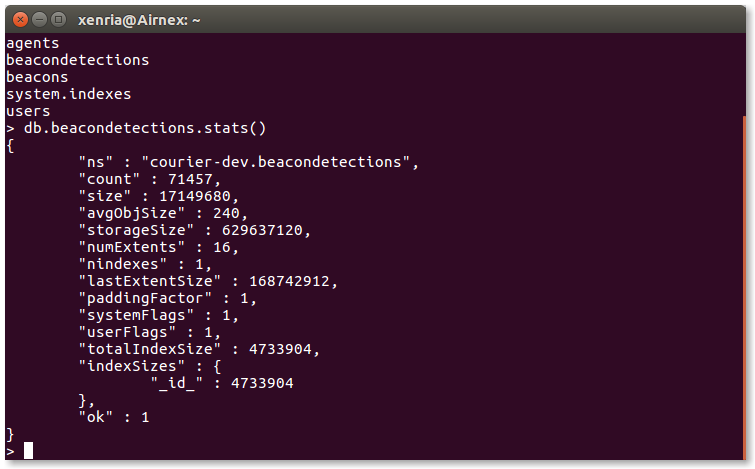 xenria@Airnex: ~
agents
beacondetections
beacons
system.indexes
users
> db.beacondetections.stats()
{
        "ns" : "courier-dev.beacondetections",
        "count" : 71457,
        "size" : 17149680,
        "avgObjSize" : 240,
        "storageSize" : 629637120,
        "numExtents" : 16,
        "nindexes" : 1,
        "lastExtentSize" : 168742912,
        "paddingFactor" : 1,
        "systemFlags" : 1,
        "userFlags" : 1,
        "totalIndexSize" : 4733904,
        "indexSizes" : {
                "_id_" : 4733904
        },
        "ok" : 1
}
>